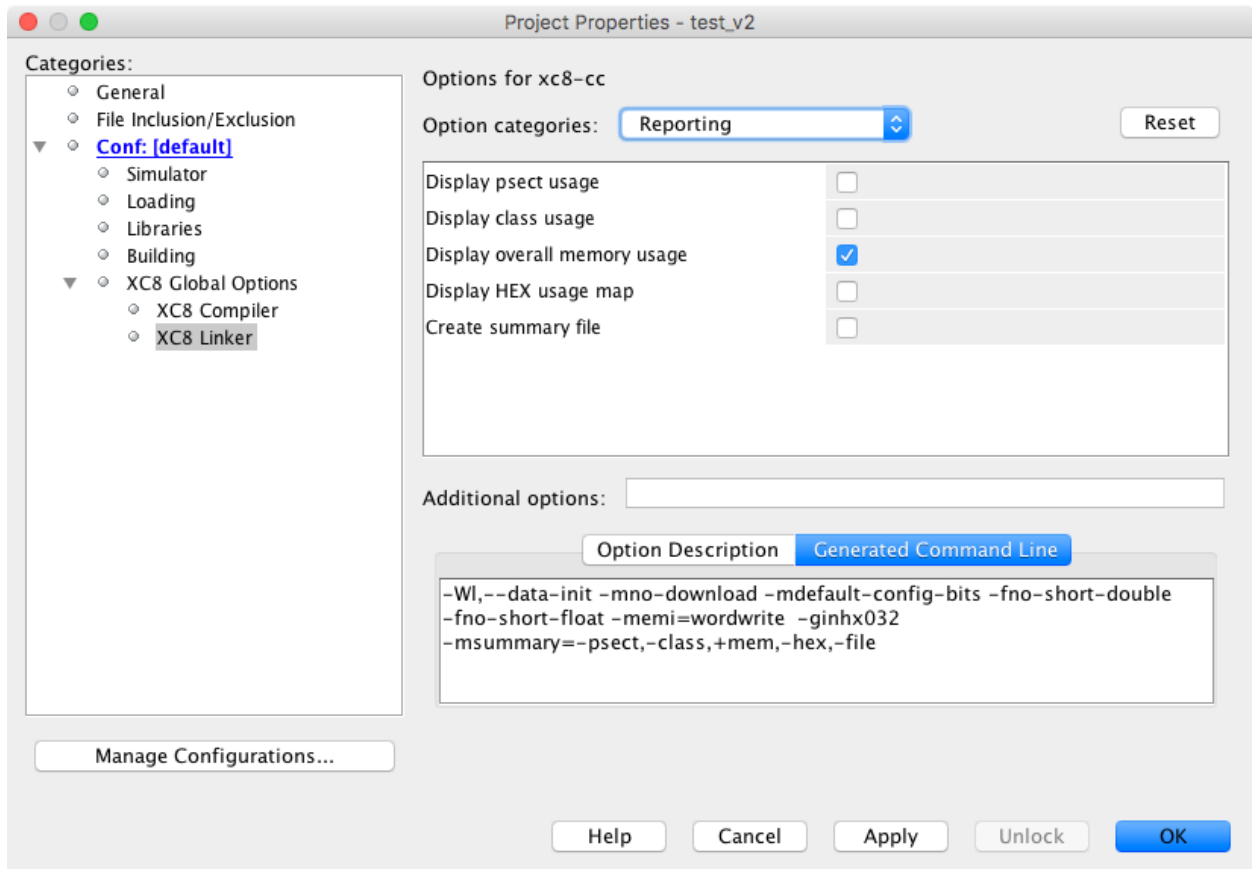 Project Properties - test_v2
Categories:
General
File Inclusion/Exclusion
Conf: [default]
Simulator
Loading
Libraries
Building
XC8 Global Options
XC8 Compiler
XC8 Linker
Manage Configurations...
Options for xc8-cc
Option categories: Reporting Reset
Display psect usage
Display class usage
Display overall memory usage
Display HEX usage map
Create summary file
Additional options:
Option Description Generated Command Line
-Wl,--data-init -mno-download -mdefault-config-bits -fno-short-double
-fno-short-float -memi=wordwrite -ginhx032
-msummary=-psect,-class,+mem,-hex,-file
Help Cancel Apply Unlock OK